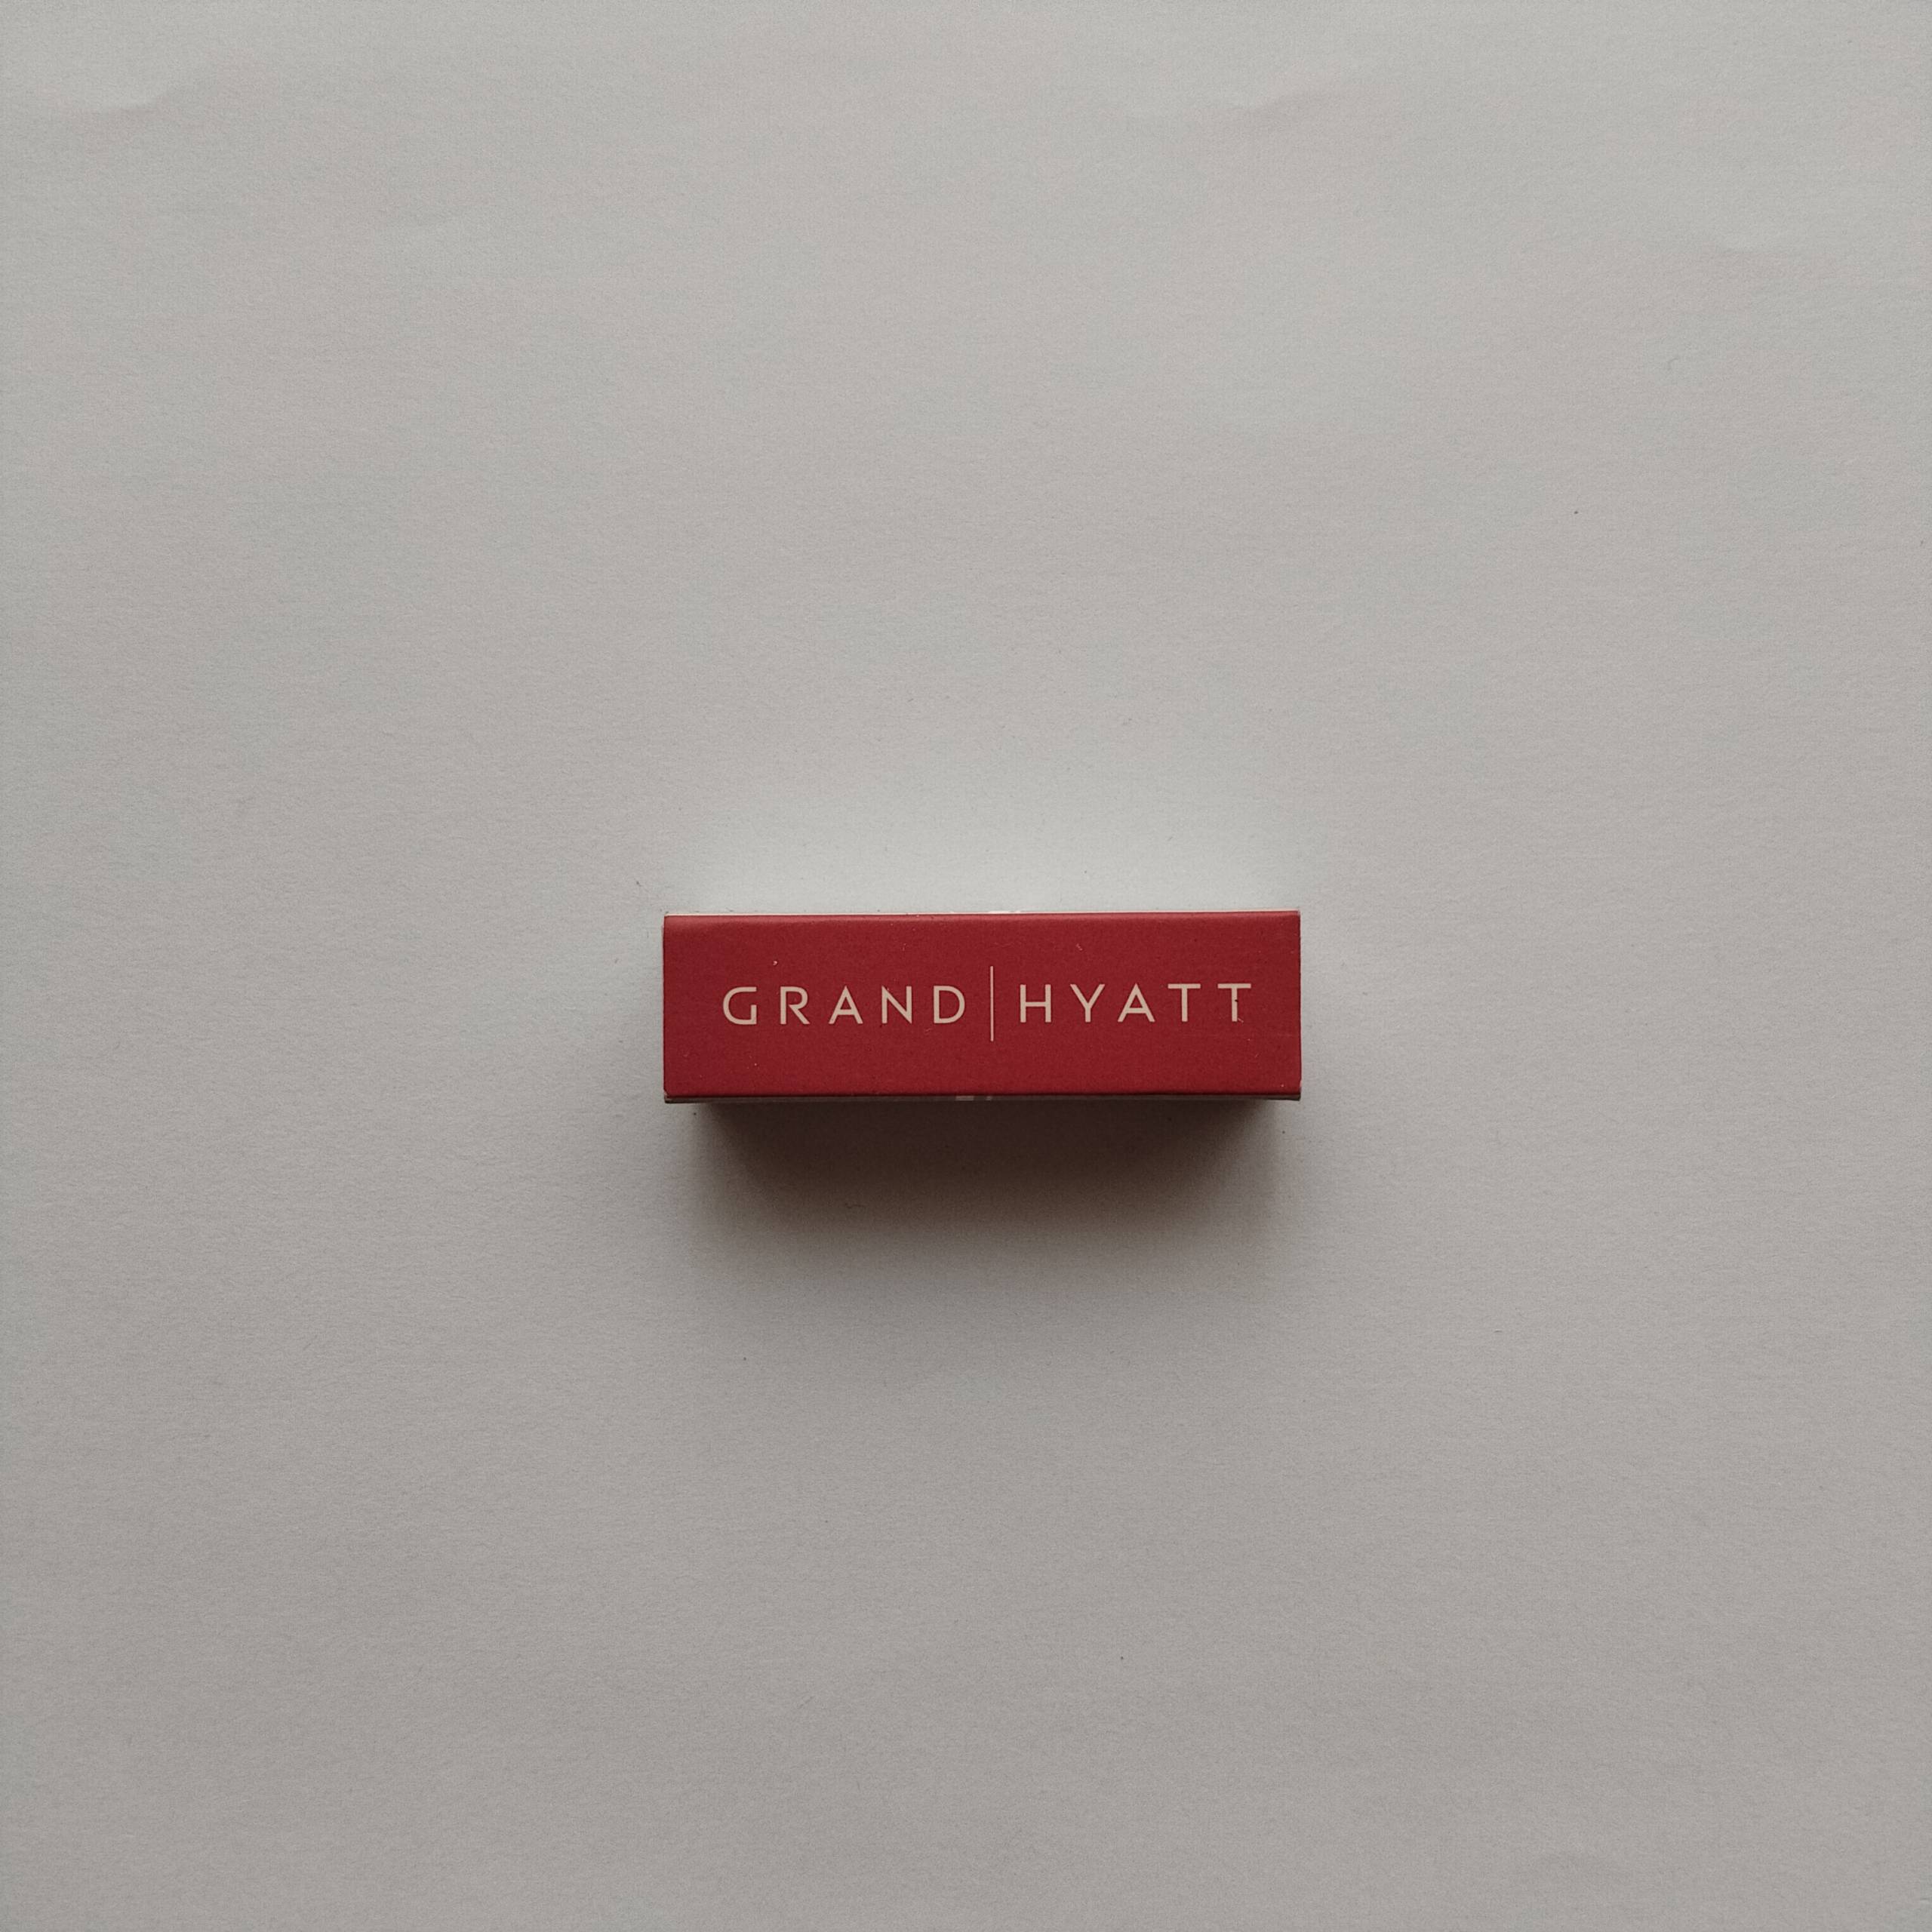 GRAND | HYATT